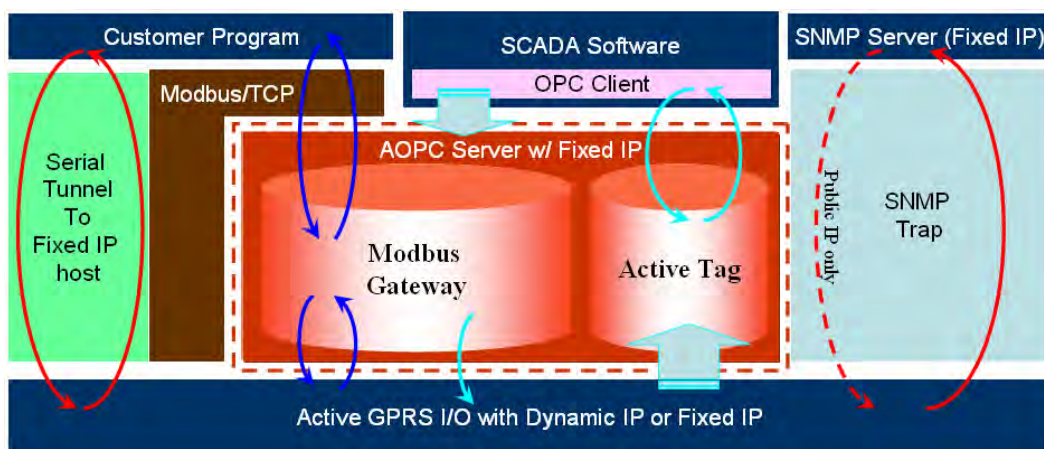 Customer Program
SCADA Software
OPC Client
SNMP Server (Fixed IP)
Modbus/TCP
Serial
Tunnel
To
Fixed IP
host
AOPC Server w/ Fixed IP
Modbus
Gateway
Active Tag
Public IP only
SNMP
Trap
Active GPRS I/O with Dynamic IP or Fixed IP